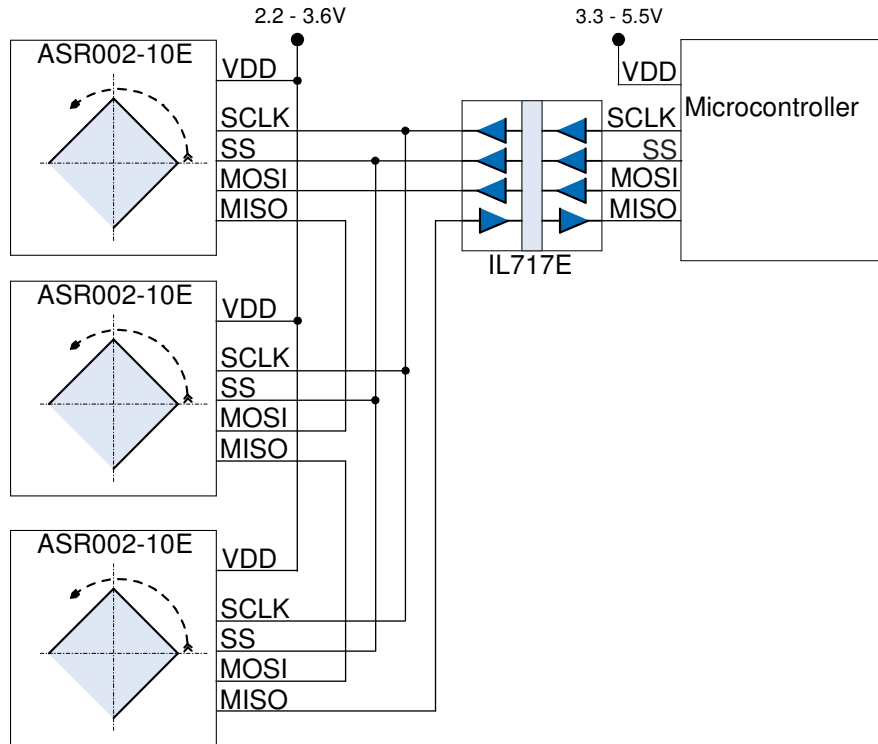 2.2 - 3.6V
3.3 - 5.5V
ASR002-10E
VDD
SCLK
SS
MOSI
MISO
VDD
SCLK
SS
MOSI
MISO
Microcontroller
IL717E
ASR002-10E
VDD
SCLK
SS
MOSI
MISO
ASR002-10E
VDD
SCLK
SS
MOSI
MISO